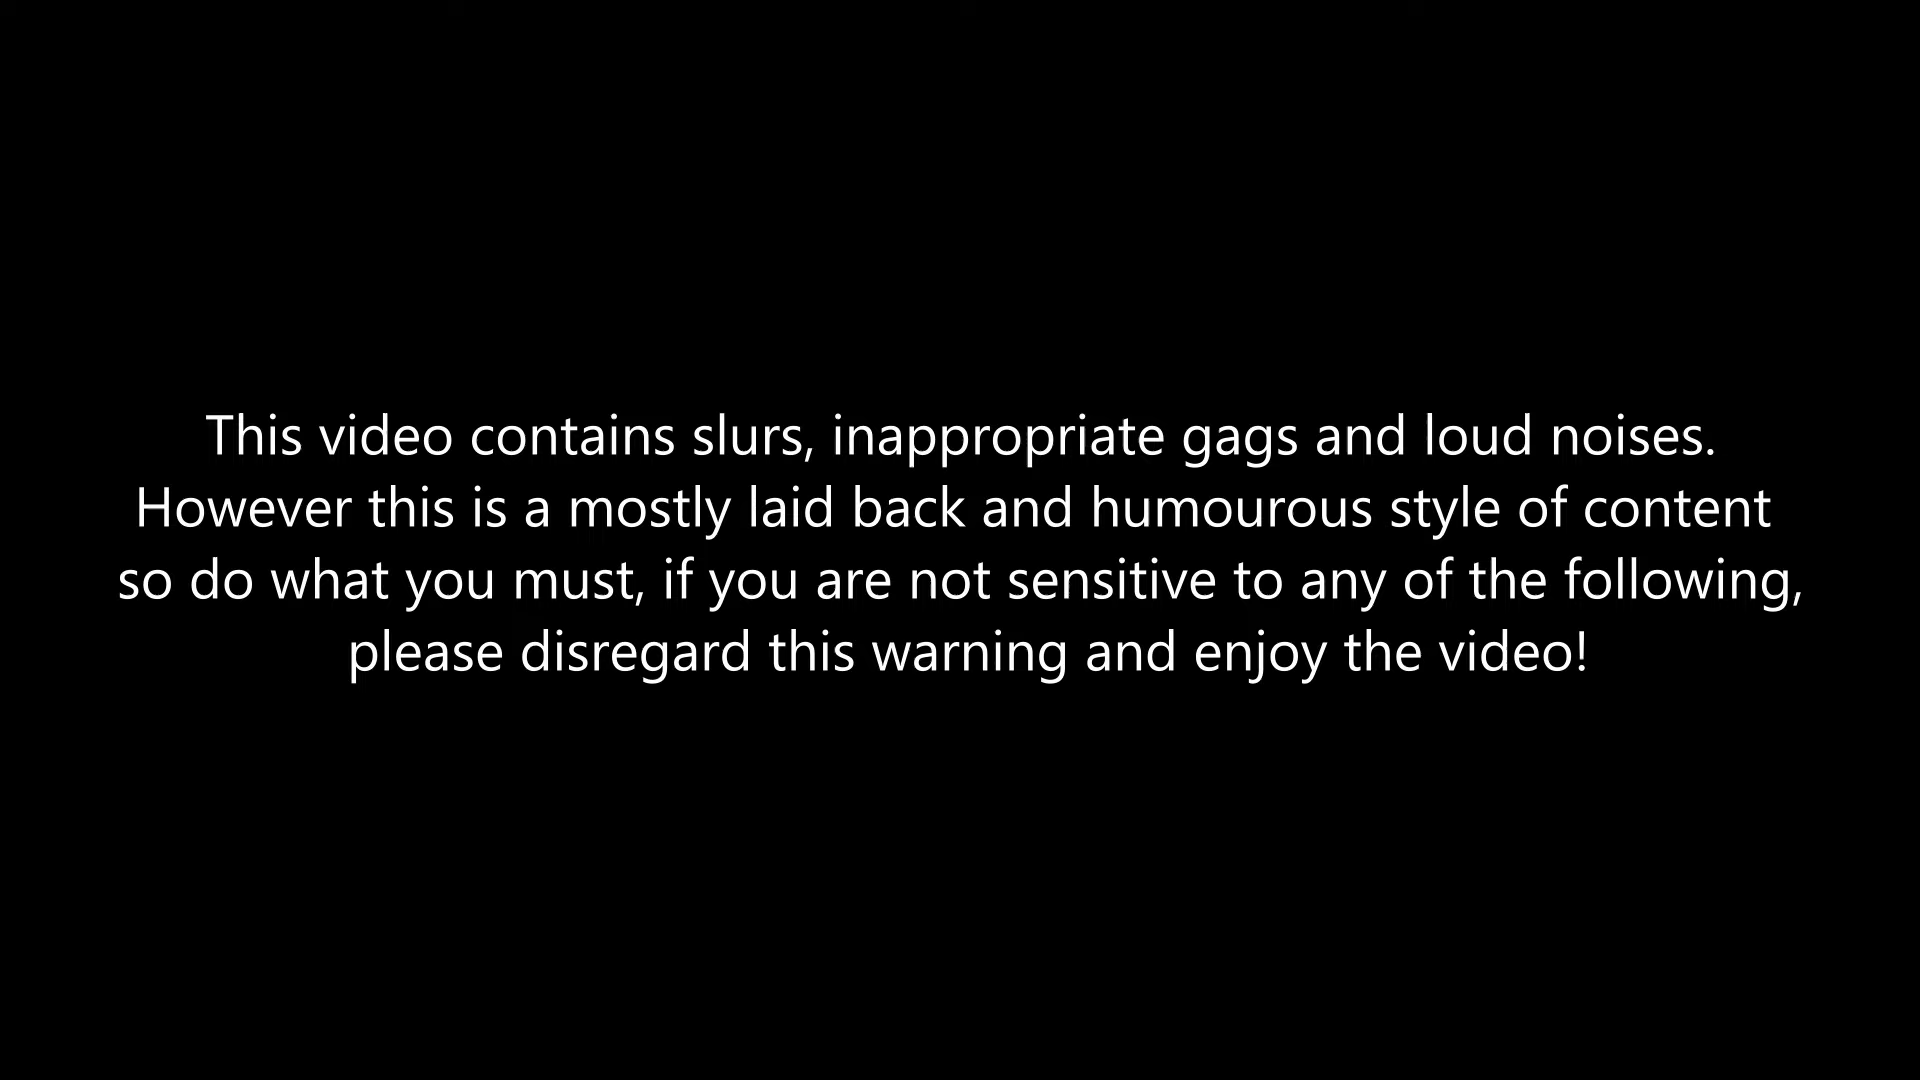 This video contains slurs, inappropriate gags and loud noises.
However this is a mostly laid back and humourous style of content
so do what you must, if you are not sensitive to any of the following,
please disregard this warning and enjoy the video!